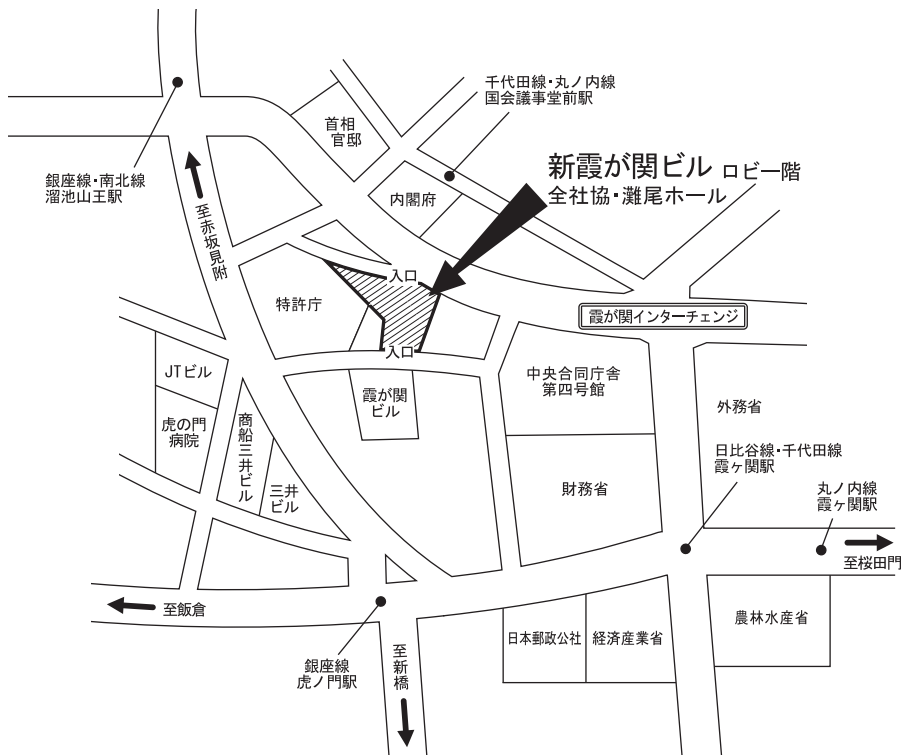 千代田線・丸ノ内線
国会議事堂前駅
首相
官邸
新霞が関ビル ロビー階
全社協・灘尾ホール
銀座線・南北線
溜池山王駅
内閣府
至赤坂見附
入口
特許庁
霞が関インターチェンジ
入口
JTビル
霞が関
ビル
中央合同庁舎
第四号館
外務省
虎の門
病院
商船三井ビル
三井
ビル
日比谷線・千代田線
霞ヶ関駅
財務省
丸ノ内線
霞ヶ関駅
至桜田門
至飯倉
農林水産省
日本郵政公社
経済産業省
至新橋
銀座線
虎ノ門駅